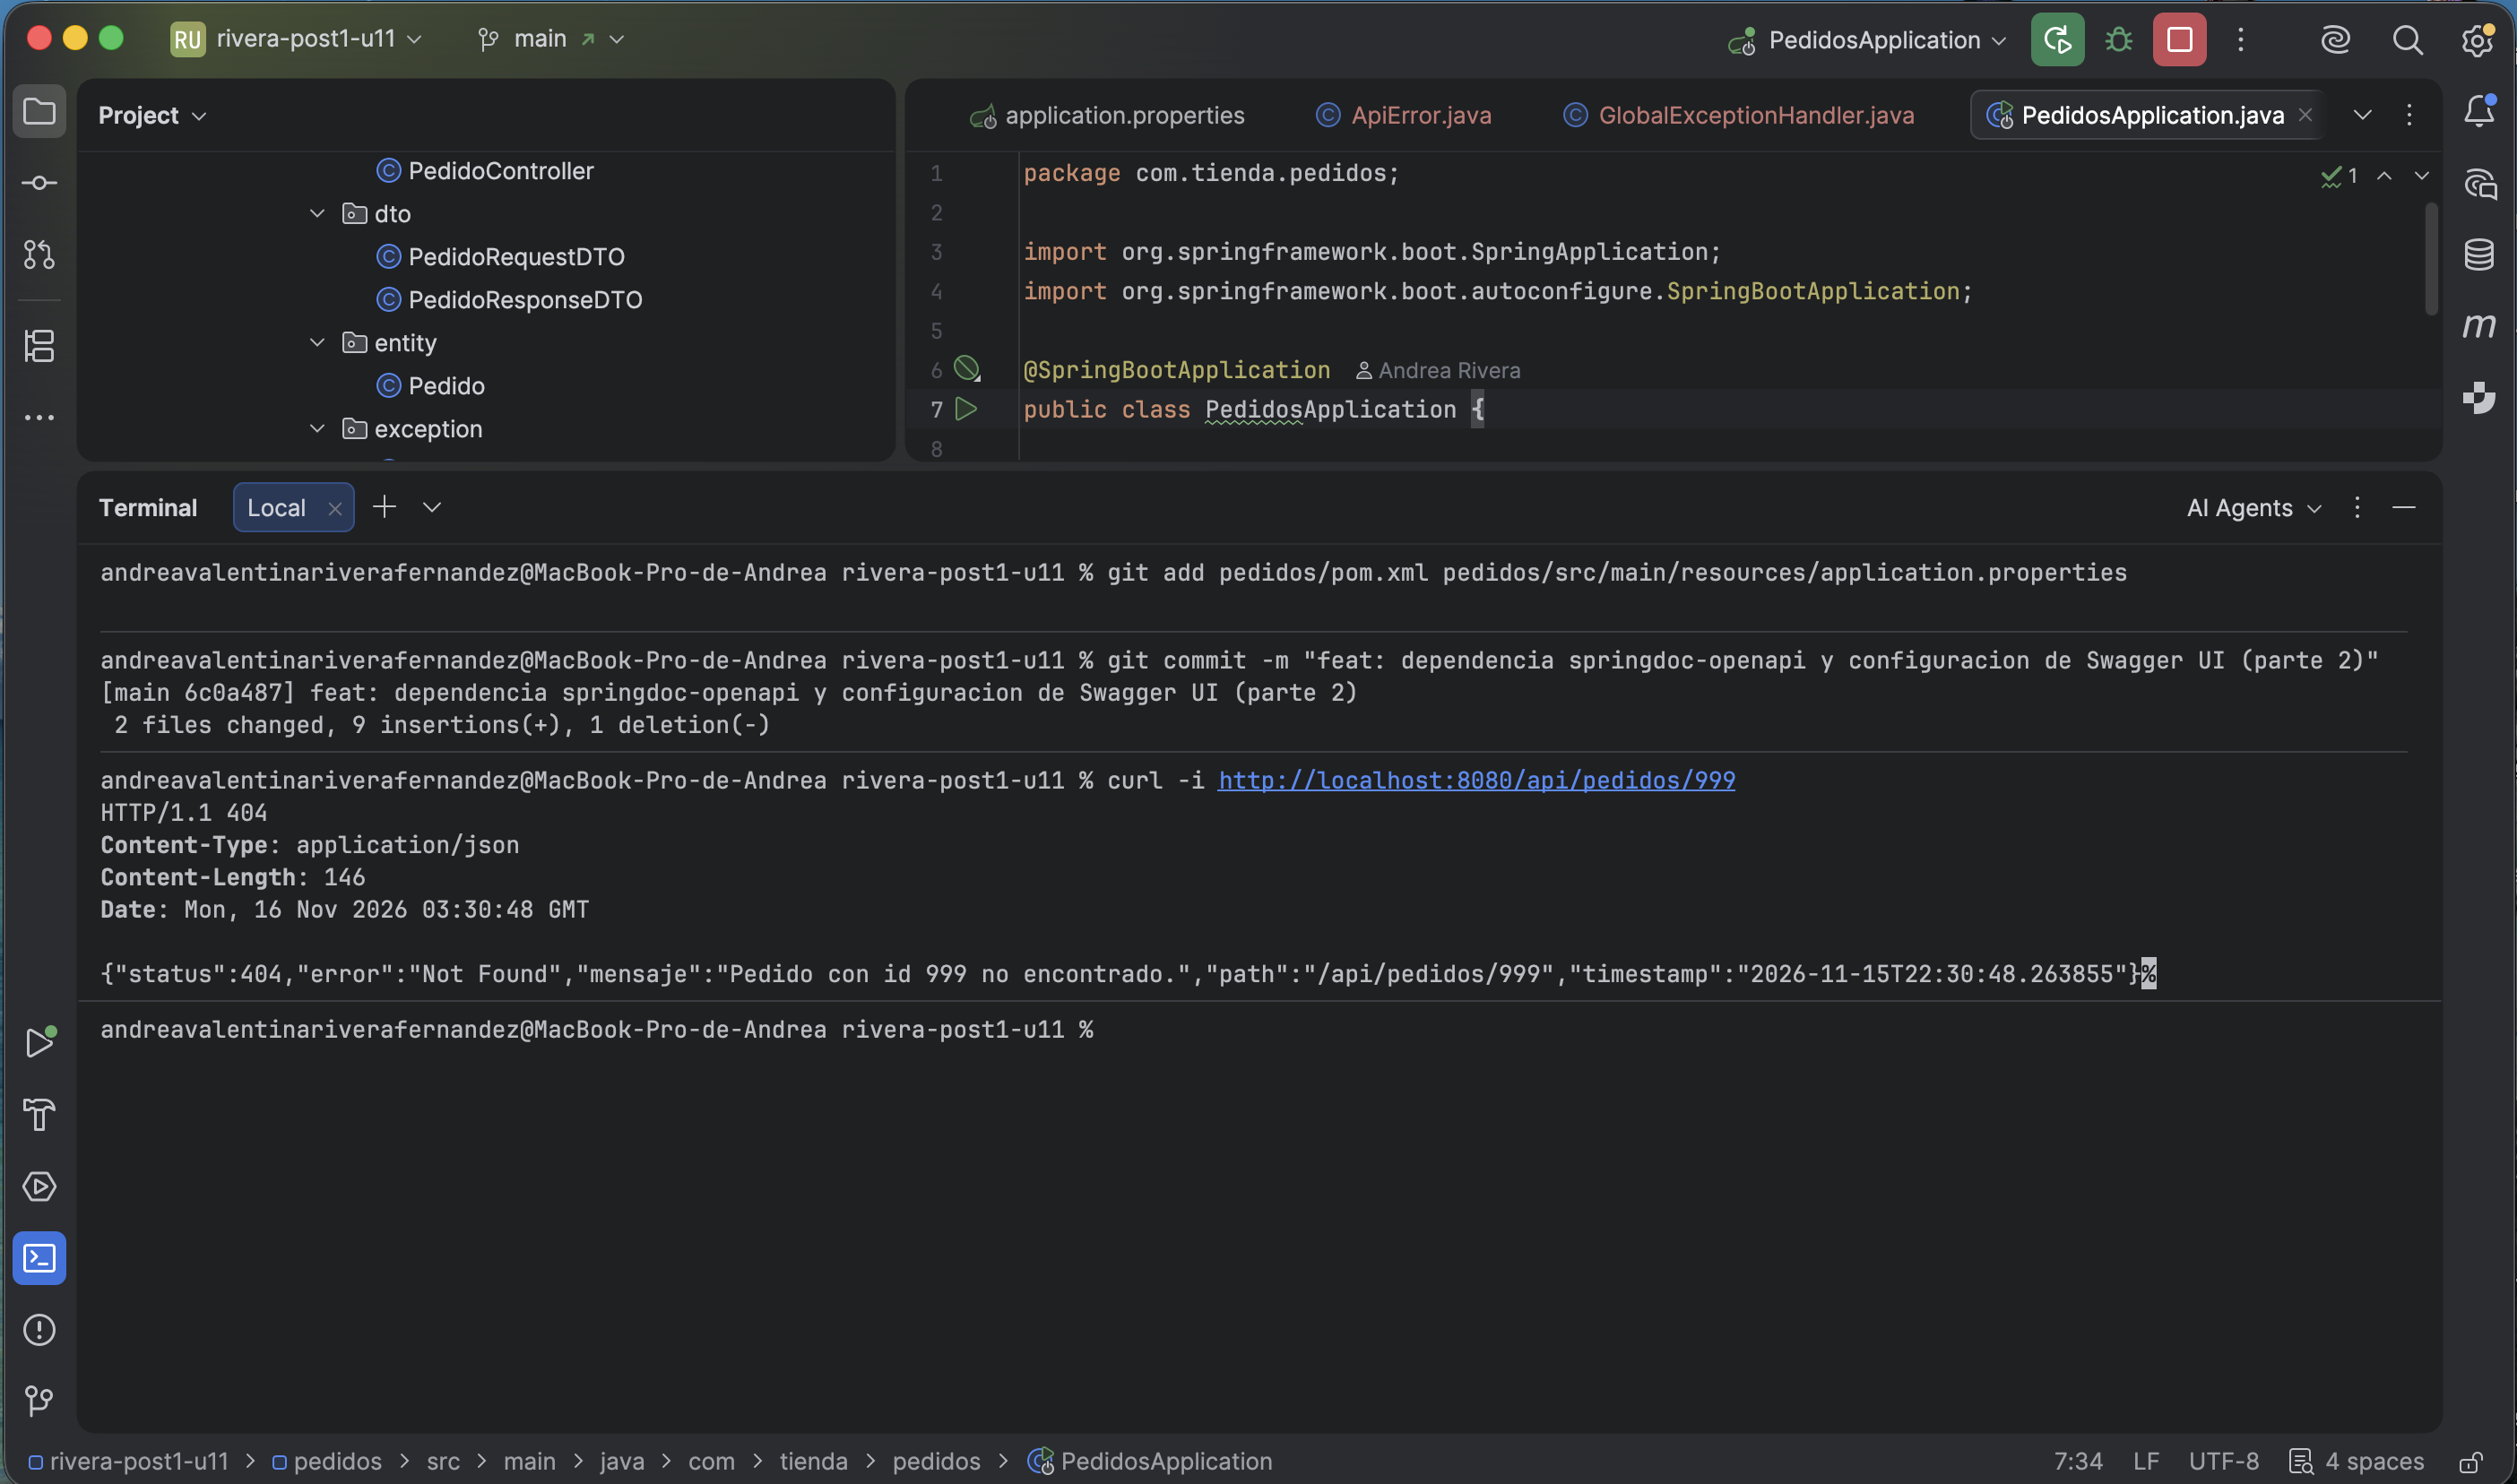 RU rivera-post1-u11 main PedidosApplication
Project
PedidoController
dto
PedidoRequestDTO
PedidoResponseDTO
entity
Pedido
exception
application.properties ApiError.java GlobalExceptionHandler.java PedidosApplication.java
1 package com.tienda.pedidos;
2
3 import org.springframework.boot.SpringApplication;
4 import org.springframework.boot.autoconfigure.SpringBootApplication;
5
6 @SpringBootApplication Andrea Rivera
7 public class PedidosApplication {
8
1
Terminal Local AI Agents
andreavalentinariverafernandez@MacBook-Pro-de-Andrea rivera-post1-u11 % git add pedidos/pom.xml pedidos/src/main/resources/application.properties
andreavalentinariverafernandez@MacBook-Pro-de-Andrea rivera-post1-u11 % git commit -m "feat: dependencia springdoc-openapi y configuracion de Swagger UI (parte 2)"
[main 6c0a487] feat: dependencia springdoc-openapi y configuracion de Swagger UI (parte 2)
2 files changed, 9 insertions(+), 1 deletion(-)
andreavalentinariverafernandez@MacBook-Pro-de-Andrea rivera-post1-u11 % curl -i http://localhost:8080/api/pedidos/999
HTTP/1.1 404
Content-Type: application/json
Content-Length: 146
Date: Mon, 16 Nov 2026 03:30:48 GMT
{"status":404,"error":"Not Found","mensaje":"Pedido con id 999 no encontrado.","path":"/api/pedidos/999","timestamp":"2026-11-15T22:30:48.263855"}%
andreavalentinariverafernandez@MacBook-Pro-de-Andrea rivera-post1-u11 %
rivera-post1-u11 > pedidos > src > main > java > com > tienda > pedidos > PedidosApplication 7:34 LF UTF-8 4 spaces